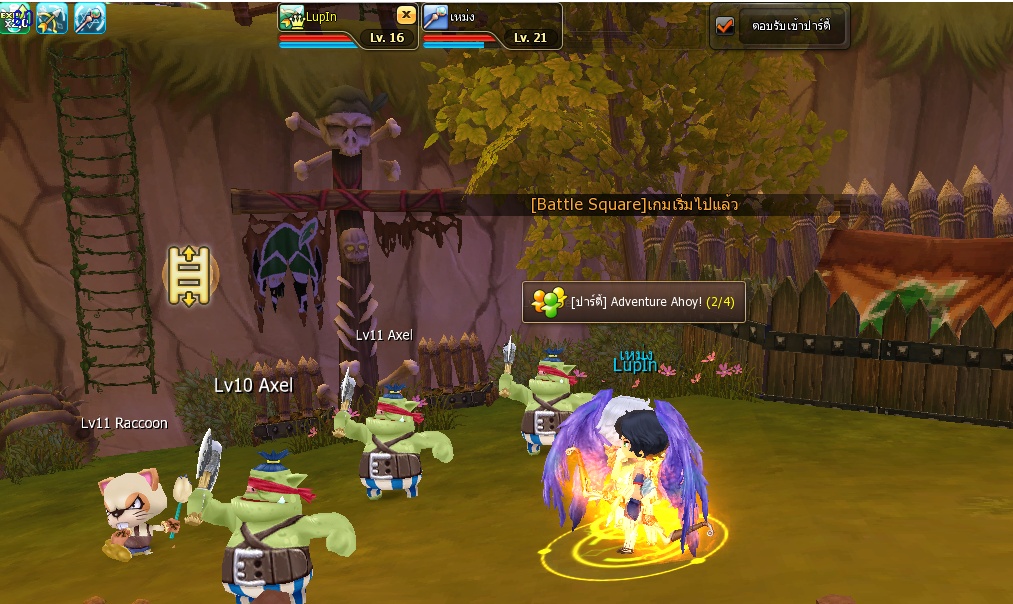 EXP
x20
LupIn
Lv. 16
เหมง
Lv. 21
ตอบรับเข้าปาร์ตี้
[Battle Square]เกมเริ่มไปแล้ว
[ปาร์ตี้] Adventure Ahoy! (2/4)
Lv11 Axel
เหมง
LupIn
Lv10 Axel
Lv11 Raccoon